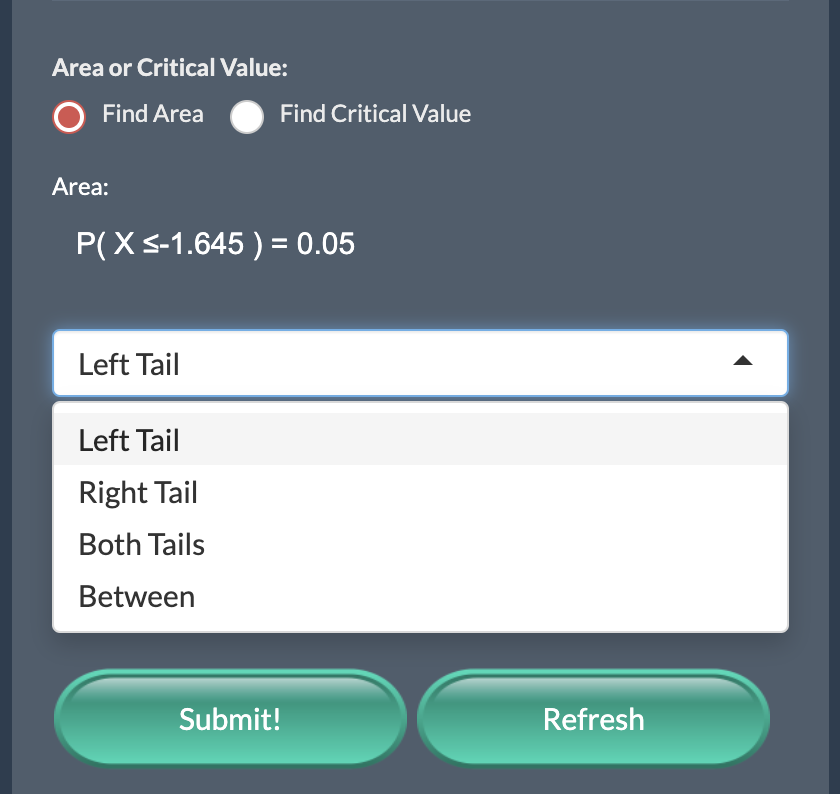 Area or Critical Value:
Find Area Find Critical Value
Area:
P( X ≤-1.645 ) = 0.05
Left Tail
Left Tail
Right Tail
Both Tails
Between
Submit! Refresh